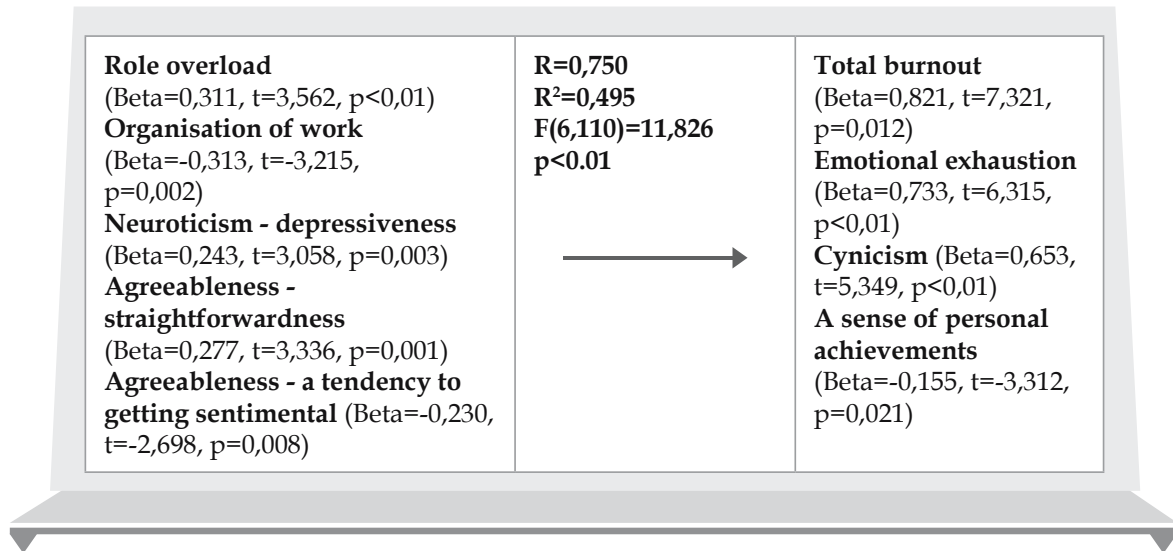 Role overload
(Beta=0,311, t=3,562, p<0,01)
Organisation of work
(Beta=-0,313, t=-3,215,
p=0,002)
Neuroticism - depressiveness
(Beta=0,243, t=3,058, p=0,003)
Agreeableness -
straightforwardness
(Beta=0,277, t=3,336, p=0,001)
Agreeableness - a tendency to
getting sentimental (Beta=-0,230,
t=-2,698, p=0,008)
R=0,750
R²=0,495
F(6,110)=11,826
p<0.01
Total burnout
(Beta=0,821, t=7,321,
p=0,012)
Emotional exhaustion
(Beta=0,733, t=6,315,
p<0,01)
Cynicism (Beta=0,653,
t=5,349, p<0,01)
A sense of personal
achievements
(Beta=-0,155, t=-3,312,
p=0,021)